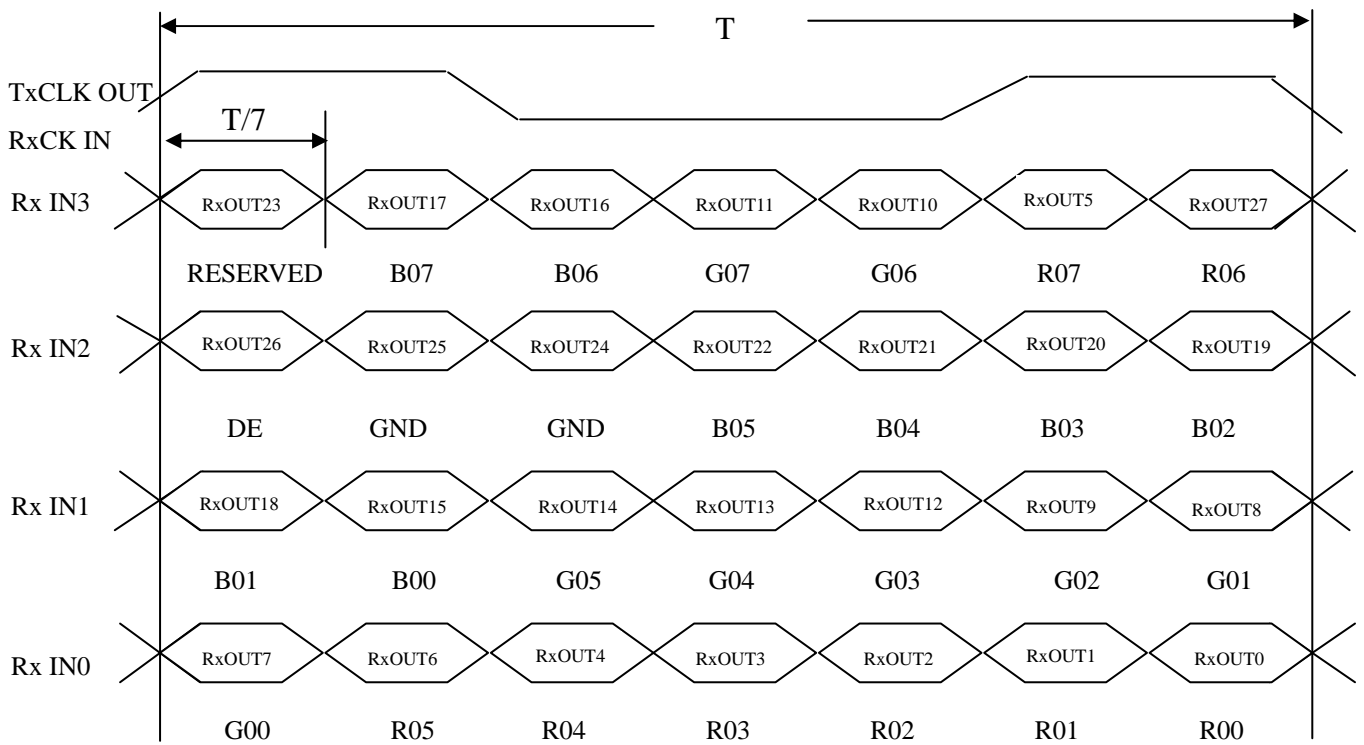 T
TxCLK OUT
T/7
RxCK IN
Rx IN3 RxOUT23 RxOUT17 RxOUT16 RxOUT11 RxOUT10 RxOUT5 RxOUT27
RESERVED B07 B06 G07 G06 R07 R06
Rx IN2 RxOUT26 RxOUT25 RxOUT24 RxOUT22 RxOUT21 RxOUT20 RxOUT19
DE GND GND B05 B04 B03 B02
Rx IN1 RxOUT18 RxOUT15 RxOUT14 RxOUT13 RxOUT12 RxOUT9 RxOUT8
B01 B00 G05 G04 G03 G02 G01
Rx IN0 RxOUT7 RxOUT6 RxOUT4 RxOUT3 RxOUT2 RxOUT1 RxOUT0
G00 R05 R04 R03 R02 R01 R00